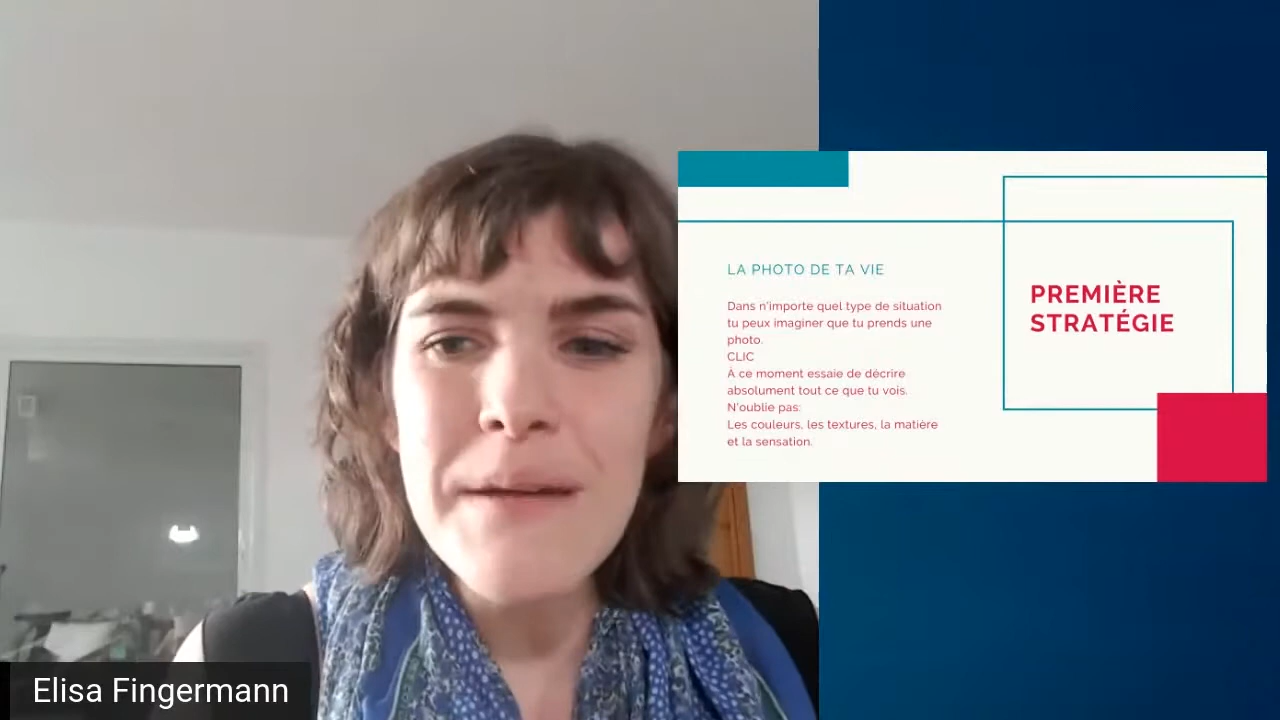 LA PHOTO DE TA VIE
Dans n'importe quel type de situation
tu peux imaginer que tu prends une
photo.
CLIC
À ce moment essaie de décrire
absolument tout ce que tu vois.
N'oublie pas:
Les couleurs, les textures, la matière
et la sensation.
PREMIÈRE
STRATÉGIE
Elisa Fingermann